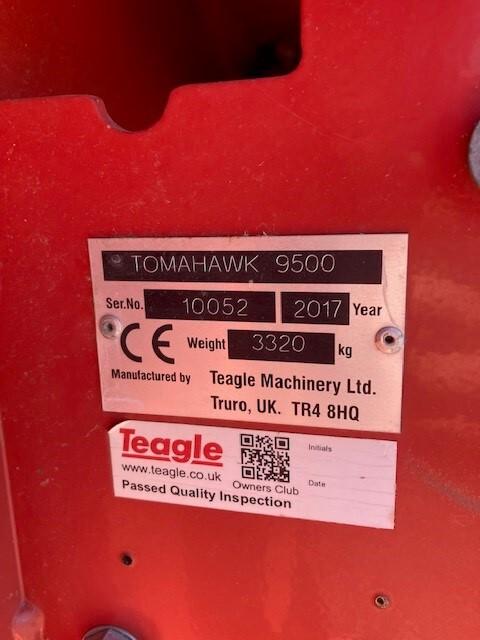 TOMAHAWK 9500
Ser.No. 10052 2017 Year
CE Weight 3320 kg
Manufactured by Teagle Machinery Ltd.
Truro, UK. TR4 8HQ
Teagle
www.teagle.co.uk
Passed Quality Inspection
Owners Club
Initials
Date